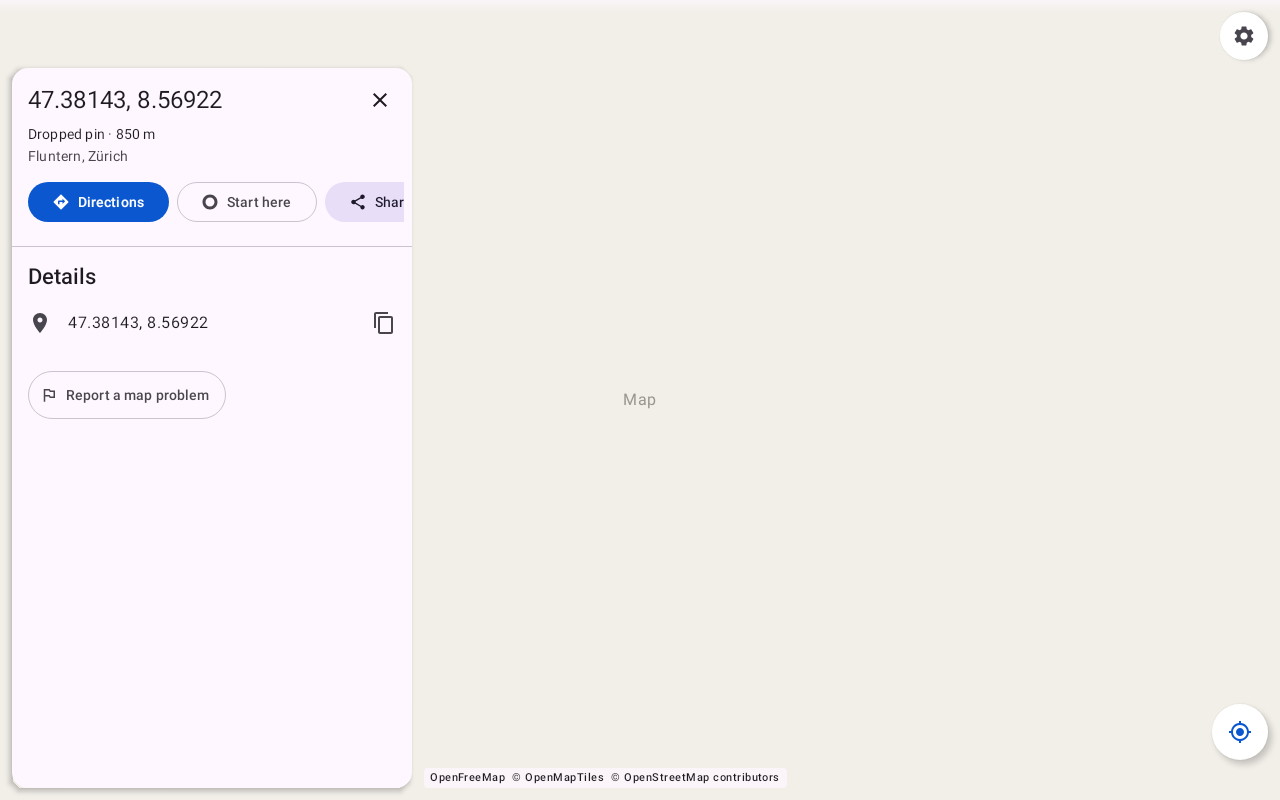 47.38143, 8.56922
Dropped pin · 850 m
Fluntern, Zürich
Directions
Start here
Shar
Details
47.38143, 8.56922
Report a map problem
Map
OpenFreeMap © OpenMapTiles © OpenStreetMap contributors